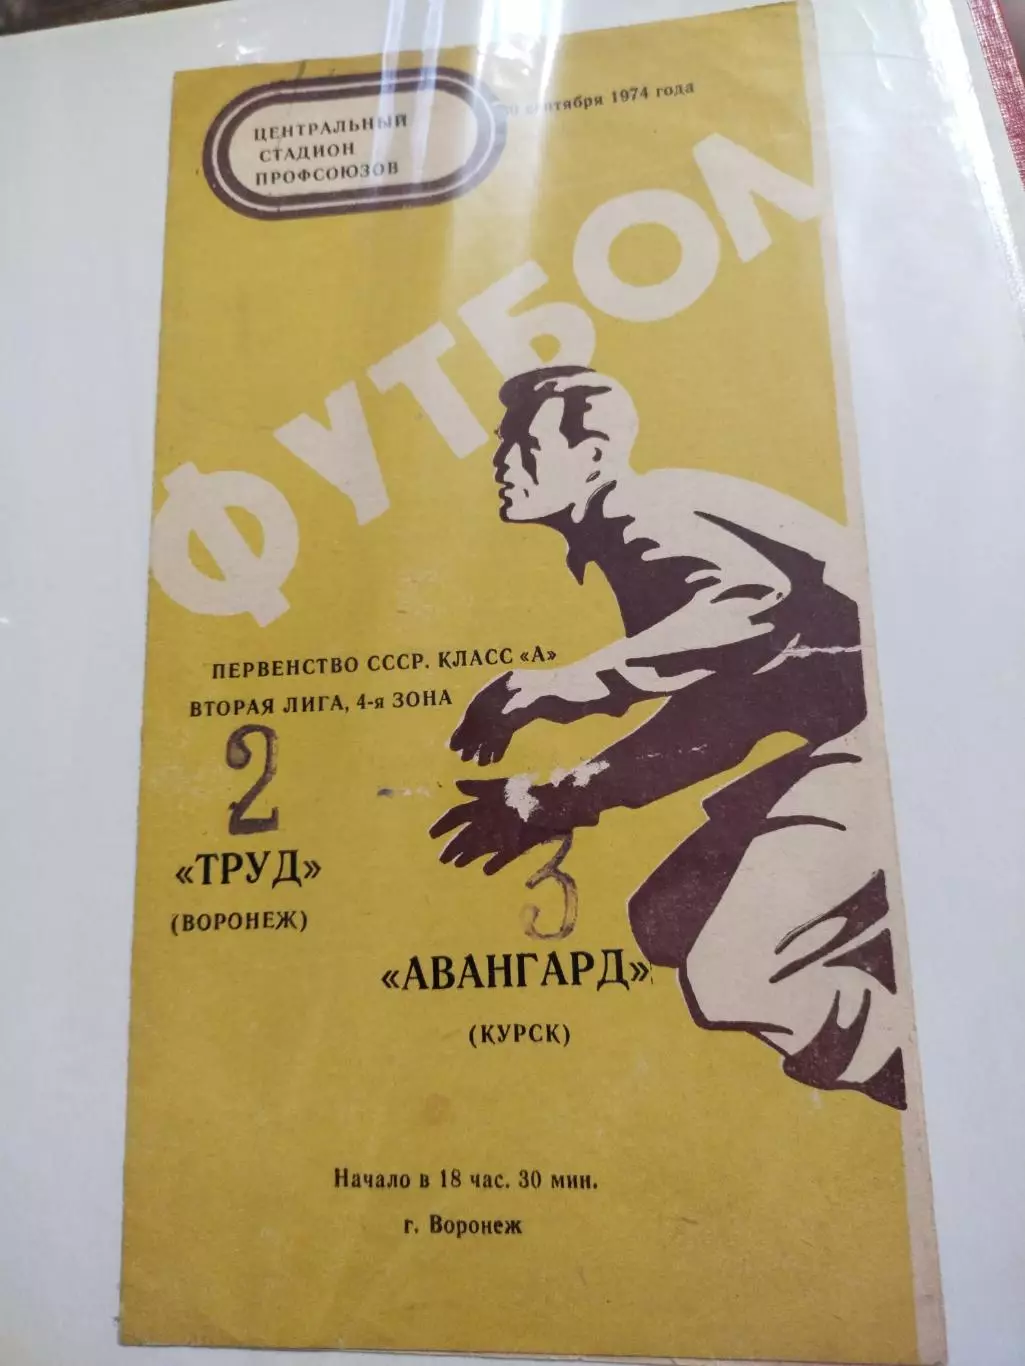 ЦЕНТРАЛЬНЫЙ
СТАДИОН
ПРОФСОЮЗОВ
сентября 1974 года
ФУТБОЛ
ПЕРВЕНСТВО СССР. КЛАСС «А»
ВТОРАЯ ЛИГА, 4-я ЗОНА
2
«ТРУД»
(ВОРОНЕЖ)
3
«АВАНГАРД»
(КУРСК)
Начало в 18 час. 30 мин.
г. Воронеж